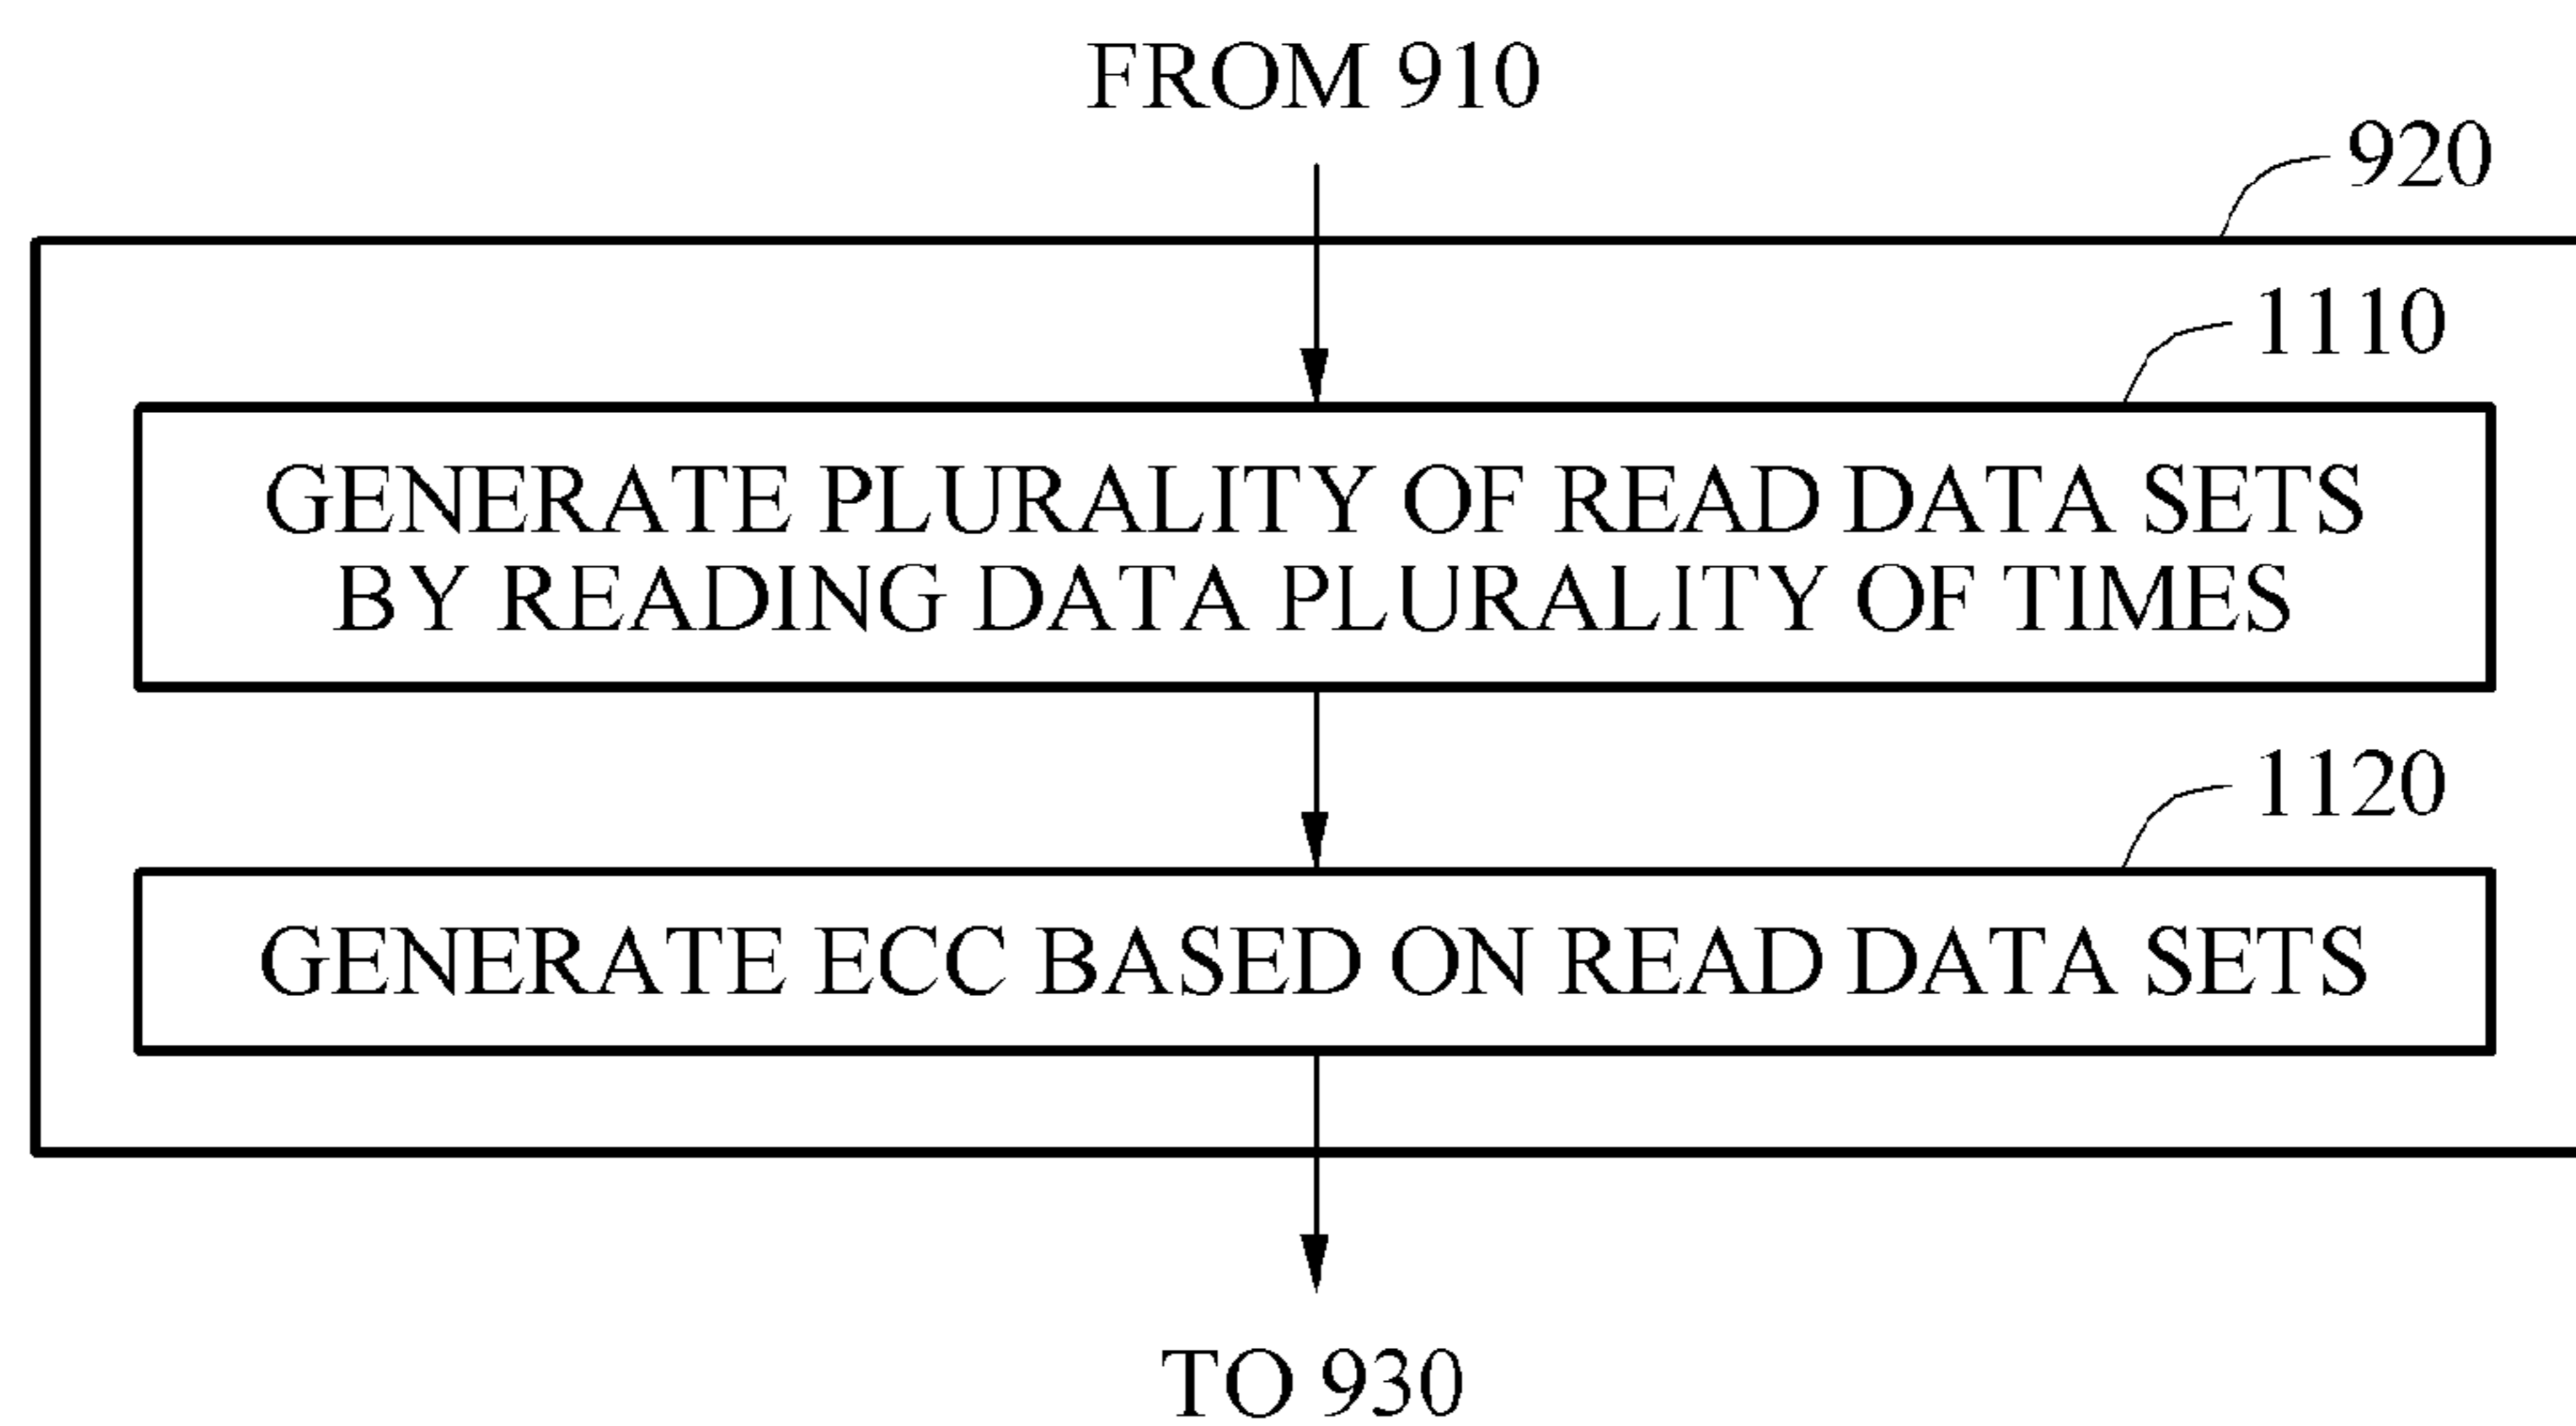 FROM 910
920
1110
GENERATE PLURALITY OF READ DATA SETS
BY READING DATA PLURALITY OF TIMES
1120
GENERATE ECC BASED ON READ DATA SETS
TO 930